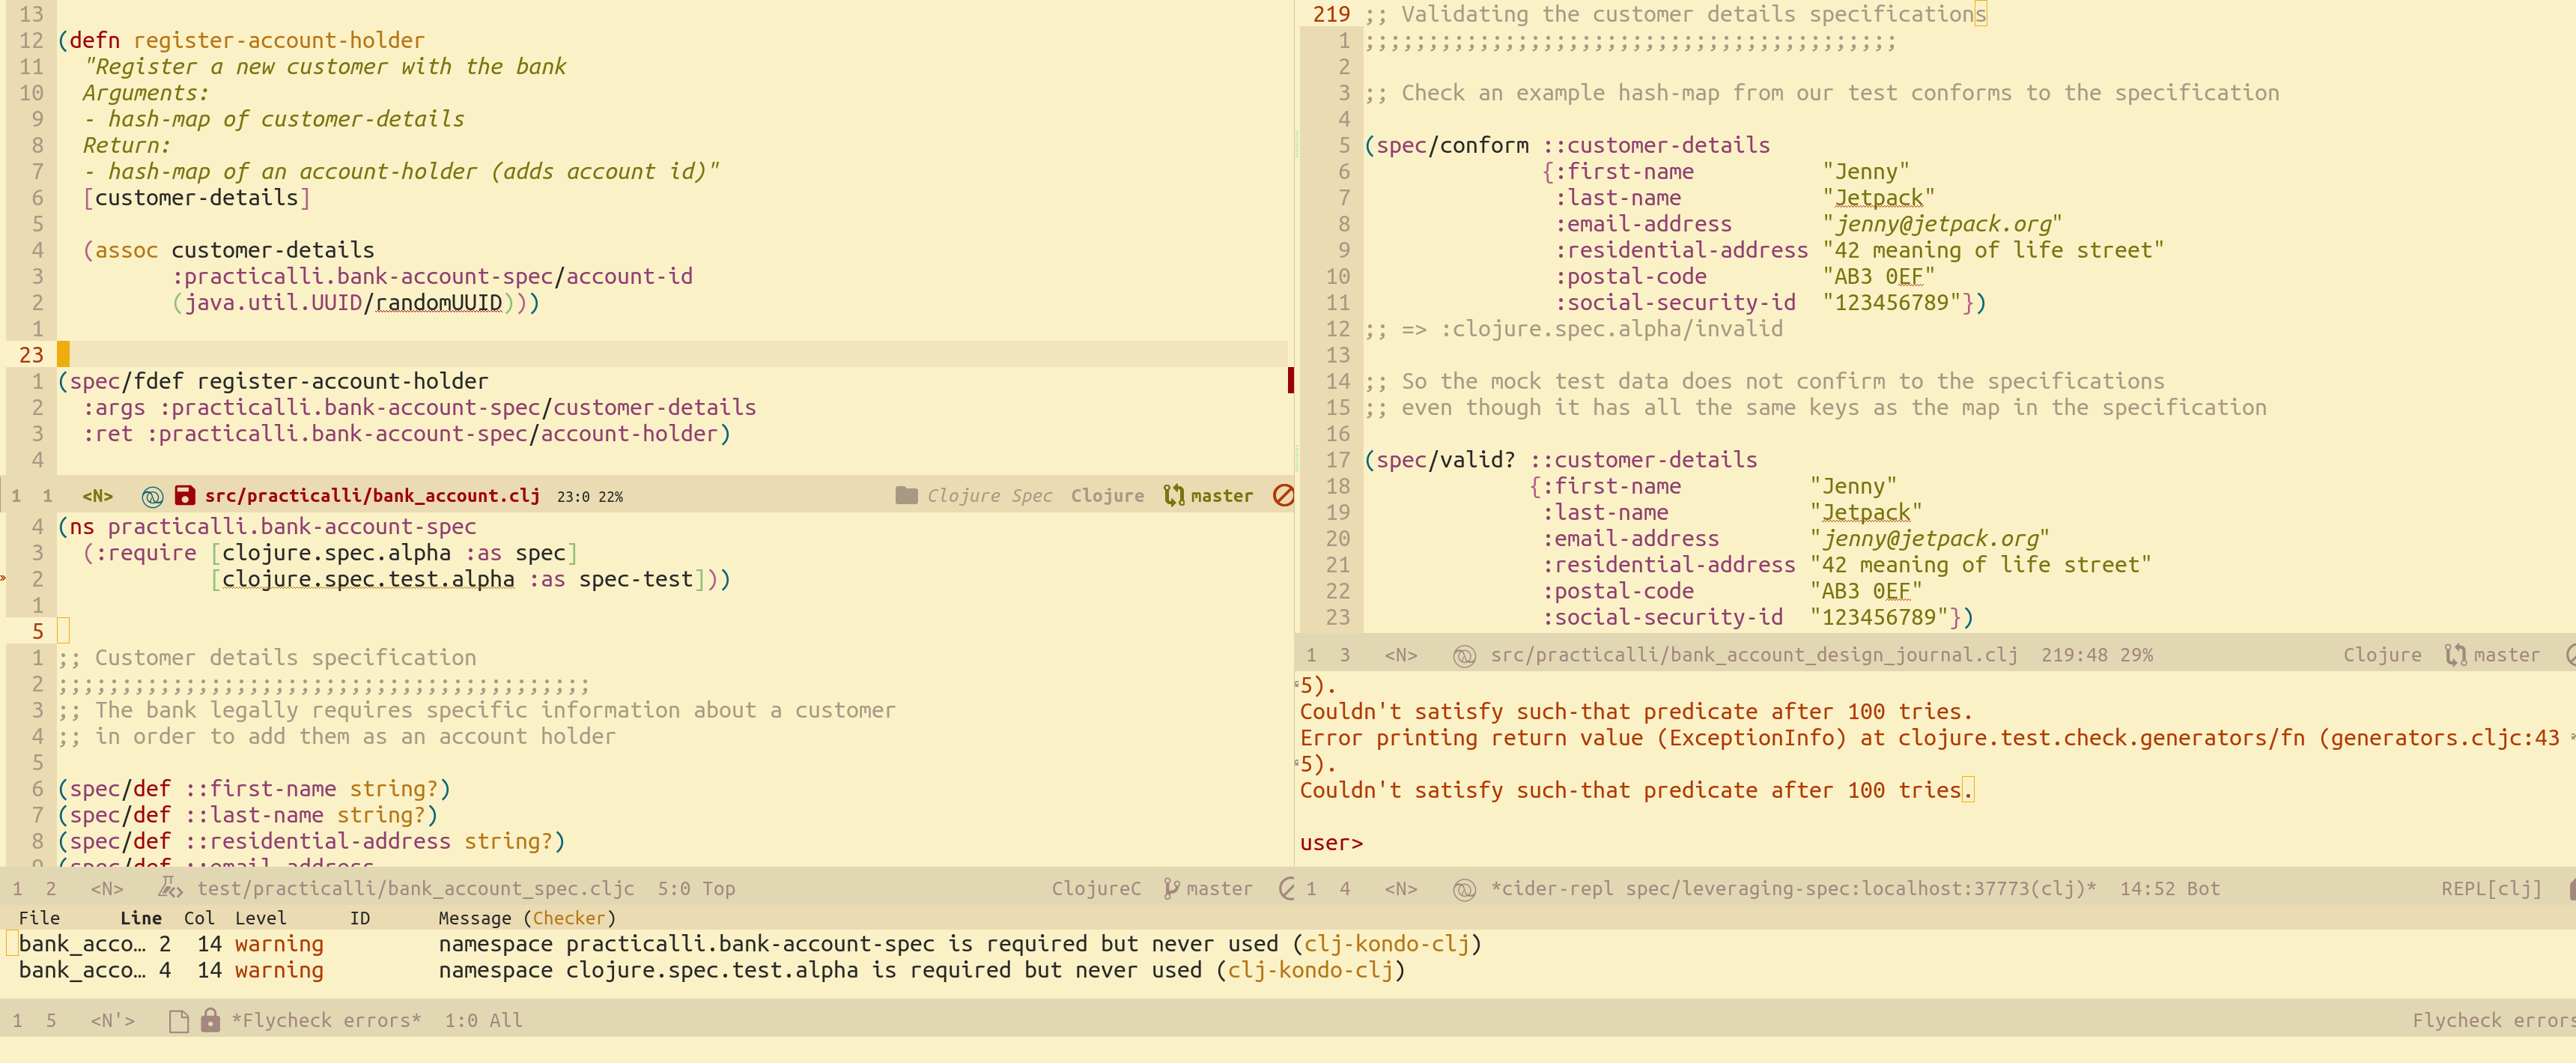 13
12 (defn register-account-holder
11   "Register a new customer with the bank
10   Arguments:
9   - hash-map of customer-details
8   Return:
7   - hash-map of an account-holder (adds account id)"
6   [customer-details]
5
4   (assoc customer-details
3          :practicalli.bank-account-spec/account-id
2          (java.util.UUID/randomUUID)))
1
23
1 (spec/fdef register-account-holder
2   :args :practicalli.bank-account-spec/customer-details
3   :ret :practicalli.bank-account-spec/account-holder)
4
1 1 <N> src/practicalli/bank_account.clj 23:0 22% Clojure Spec Clojure master
4 (ns practicalli.bank-account-spec
3   (:require [clojure.spec.alpha :as spec]
2             [clojure.spec.test.alpha :as spec-test]))
1
5
1 ;; Customer details specification
2 ;;;;;;;;;;;;;;;;;;;;;;;;;;;;;;;;;;;;;;;;;;
3 ;; The bank legally requires specific information about a customer
4 ;; in order to add them as an account holder
5
6 (spec/def ::first-name string?)
7 (spec/def ::last-name string?)
8 (spec/def ::residential-address string?)
9 (spec/def ::email-address
1 2 <N> test/practicalli/bank_account_spec.cljc 5:0 Top ClojureC master
219 ;; Validating the customer details specifications
1 ;;;;;;;;;;;;;;;;;;;;;;;;;;;;;;;;;;;;;;;;;;
2
3 ;; Check an example hash-map from our test conforms to the specification
4
5 (spec/conform ::customer-details
6               {:first-name          "Jenny"
7                :last-name           "Jetpack"
8                :email-address       "jenny@jetpack.org"
9                :residential-address "42 meaning of life street"
10               :postal-code         "AB3 0EF"
11               :social-security-id  "123456789"})
12 ;; => :clojure.spec.alpha/invalid
13
14 ;; So the mock test data does not confirm to the specifications
15 ;; even though it has all the same keys as the map in the specification
16
17 (spec/valid? ::customer-details
18              {:first-name          "Jenny"
19               :last-name           "Jetpack"
20               :email-address       "jenny@jetpack.org"
21               :residential-address "42 meaning of life street"
22               :postal-code         "AB3 0EF"
23               :social-security-id  "123456789"})
1 3 <N> src/practicalli/bank_account_design_journal.clj 219:48 29% Clojure master
5).
Couldn't satisfy such-that predicate after 100 tries.
Error printing return value (ExceptionInfo) at clojure.test.check.generators/fn (generators.cljc:43
5).
Couldn't satisfy such-that predicate after 100 tries.
user>
1 4 <N> *cider-repl spec/leveraging-spec:localhost:37773(clj)* 14:52 Bot REPL[clj]
File Line Col Level ID Message (Checker)
bank_acco… 2 14 warning namespace practicalli.bank-account-spec is required but never used (clj-kondo-clj)
bank_acco… 4 14 warning namespace clojure.spec.test.alpha is required but never used (clj-kondo-clj)
1 5 <N'> *Flycheck errors* 1:0 All Flycheck errors